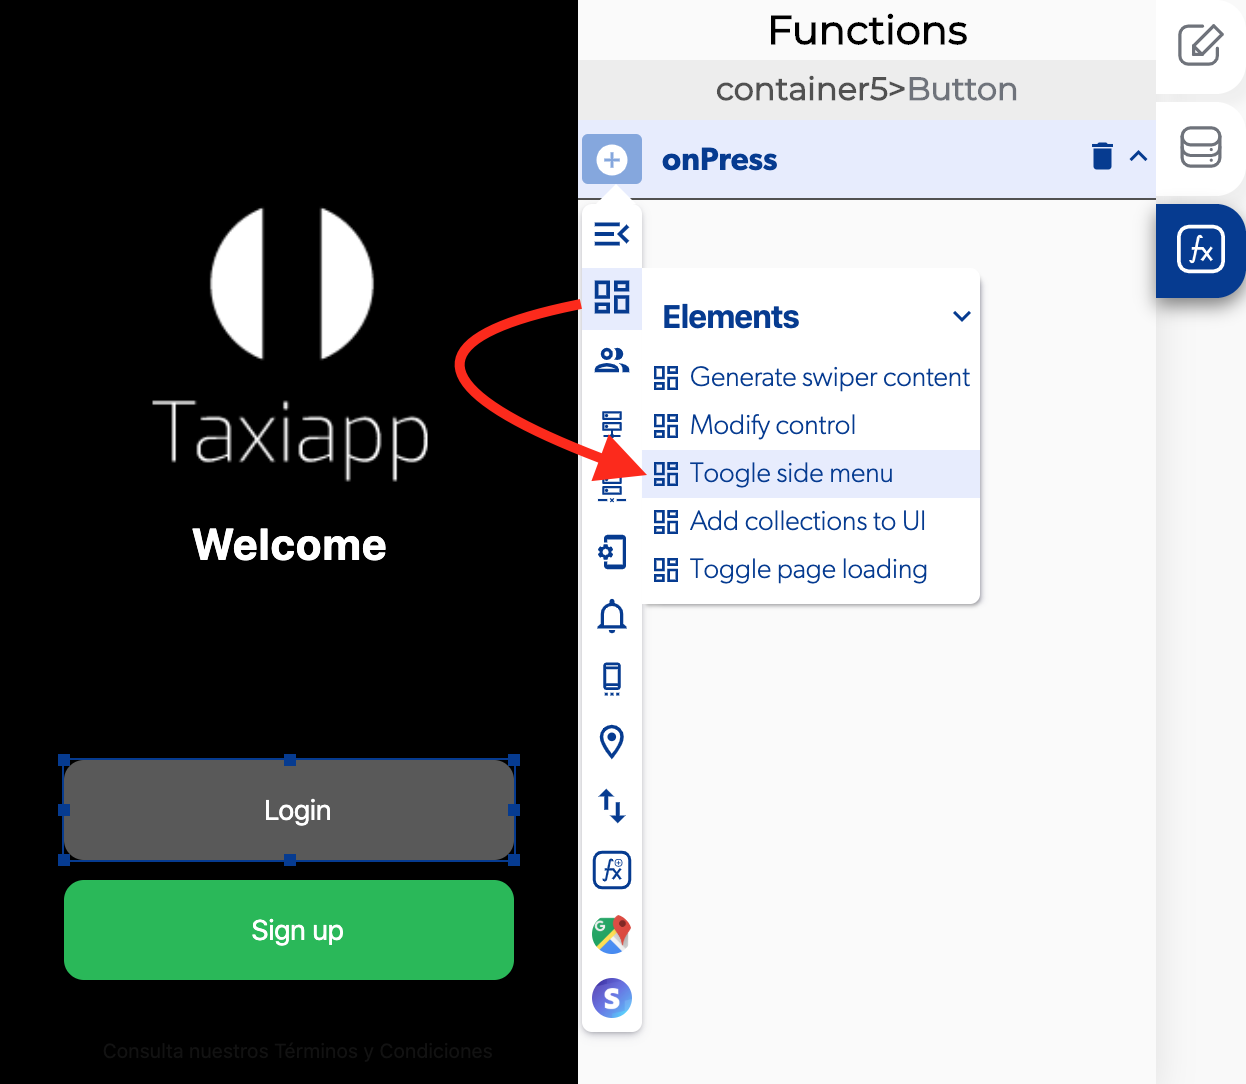 Functions
container5>Button
onPress
Elements
Generate swiper content
Modify control
Toogle side menu
Add collections to UI
Toggle page loading
fx
fx
G
S
Taxiapp
Welcome
Login
Sign up
Consulta nuestros Términos y Condiciones